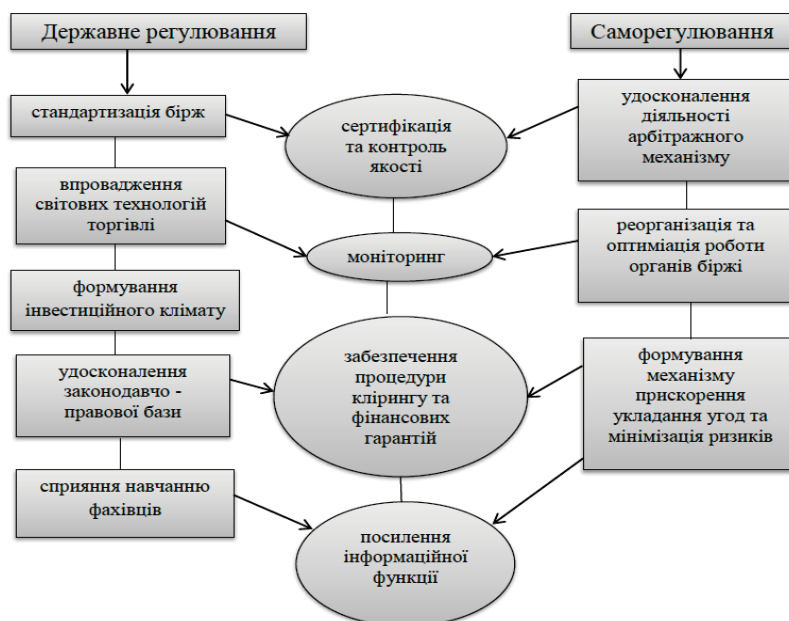 Державне регулювання
Саморегулювання
стандартизація бірж
впровадження
світових технологій
торгівлі
формування
інвестиційного клімату
удосконалення
законодавчо -
правової бази
сприяння навчанню
фахівців
сертифікація
та контроль
якості
моніторинг
забезпечення
процедури
клірингу та
фінансових
гарантій
посилення
інформаційної
функції
удосконалення
діяльності
арбітражного
механізму
реорганізація та
оптиміація роботи
органів біржі
формування
механізму
прискорення
укладання угод та
мінімізація ризиків